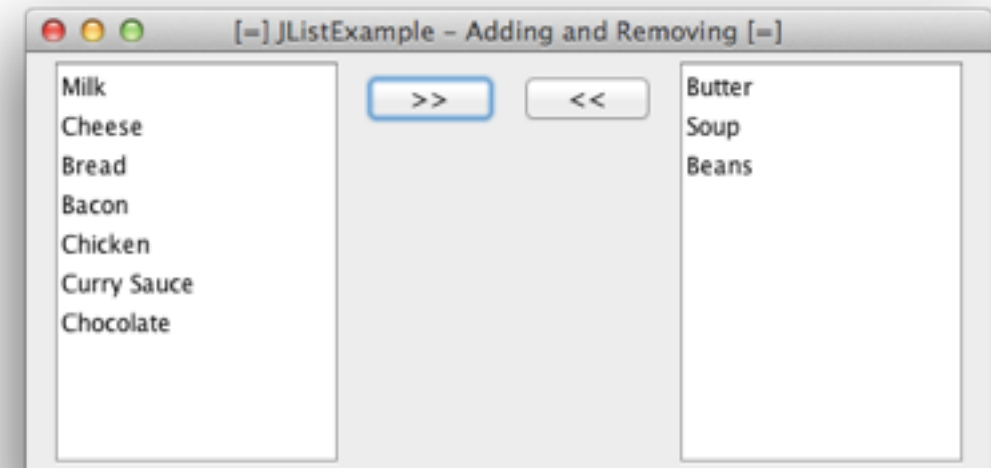 [=] JListExample - Adding and Removing [=]
Milk
Cheese
Bread
Bacon
Chicken
Curry Sauce
Chocolate
>>
<<
Butter
Soup
Beans